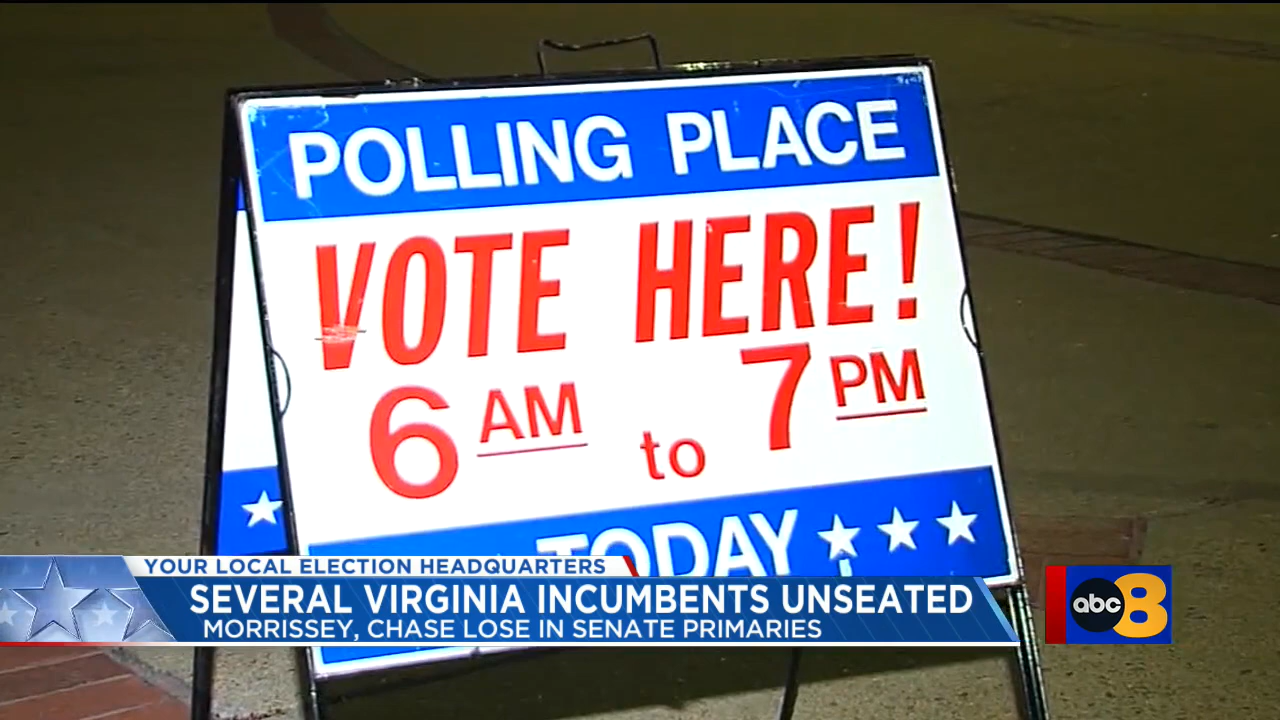 POLLING PLACE
VOTE HERE!
6 AM to 7 PM
TODAY
YOUR LOCAL ELECTION HEADQUARTERS
SEVERAL VIRGINIA INCUMBENTS UNSEATED
MORRISSEY, CHASE LOSE IN SENATE PRIMARIES
abc 8